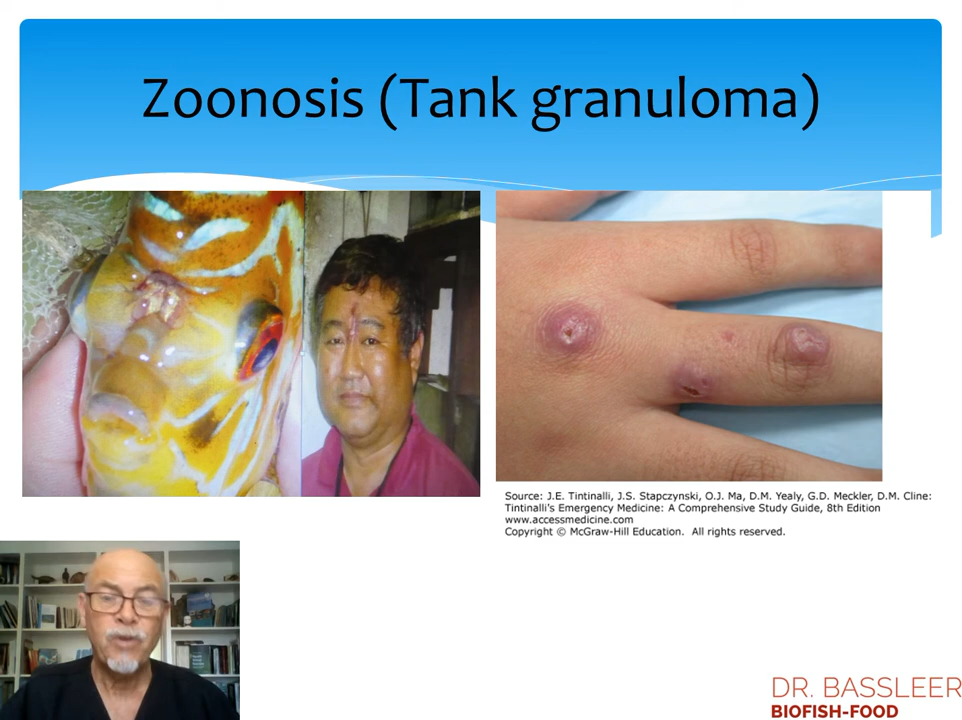 Zoonosis (Tank granuloma)
Source: J.E. Tintinalli, J.S. Stapczynski, O.J. Ma, D.M. Yealy, G.D. Meckler, D.M. Cline:
Tintinalli's Emergency Medicine: A Comprehensive Study Guide, 8th Edition
www.accessmedicine.com
Copyright © McGraw-Hill Education.  All rights reserved.
DR. BASSLEER
BIOFISH-FOOD